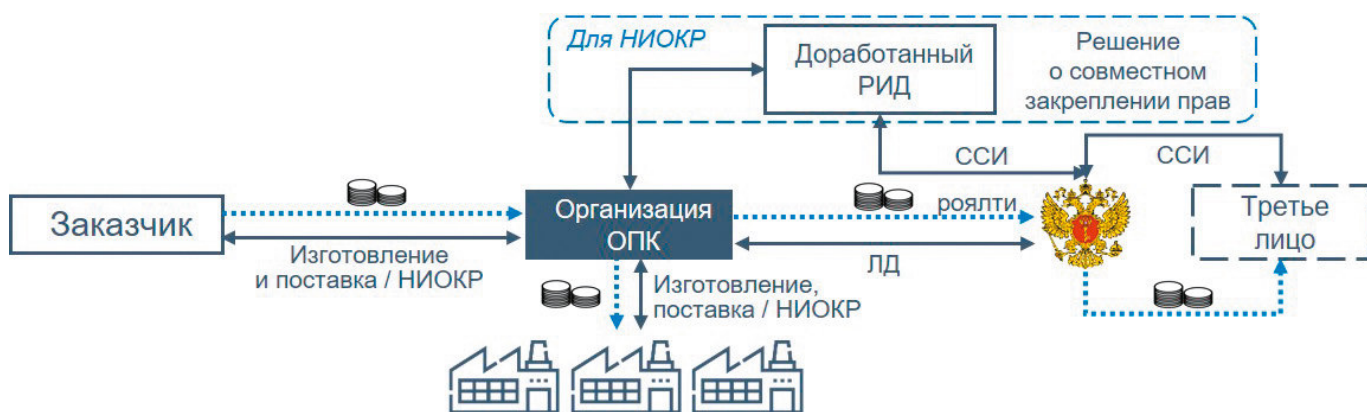 Для НИОКР
Доработанный
РИД
Решение
о совместном
закреплении прав
ССИ
ССИ
Заказчик
Организация
ОПК
роялти
Третье
лицо
Изготовление
и поставка / НИОКР
ЛД
Изготовление,
поставка / НИОКР